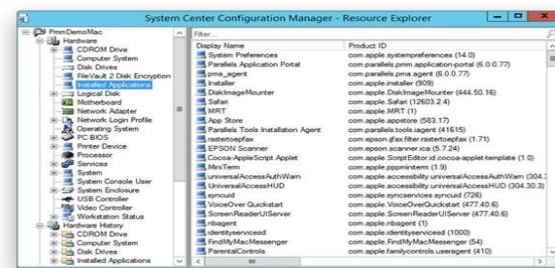 System Center Configuration Manager - Resource Explorer
PmmDemoMac
Hardware
CDROM Drive
Computer System
Disk Drives
FileVault 2 Disk Encryption
Installed Applications
Logical Disk
Motherboard
Network Adapter
Network Login Profile
Operating System
PC BIOS
Printer Device
Processor
Services
System
System Console User
System Enclosure
USB Controller
Video Controller
Workstation Status
Hardware History
CDROM Drive
Computer System
Disk Drives
Installed Applications
Filter...
Display Name Product ID
System Preferences com.apple.systempreferences (14.0)
Parallels Application Portal com.parallels.pmm.application-portal (6.0.0.77)
pma_agent com.parallels.pma.agent (6.0.0.77)
Installer com.apple.installer (909)
DiskImageMounter com.apple.DiskImageMounter (444.50.16)
Safari com.apple.Safari (12603.2.4)
MRT com.apple.MRT (1)
App Store com.apple.appstore (583.17)
Parallels Tools Installation Agent com.parallels.tools.iagent (41615)
rastertoepfax com.epson.ijfax.filter.rastertoepfax (1.71)
EPSON Scanner com.epson.scanner.ica (5.7.24)
Cocoa-AppleScript Applet com.apple.ScriptEditor.id.cocoa-applet-template (1.0)
MiniTerm com.apple.pppminiterm (1.9)
universalAccessAuthWarn com.apple.accessibility.universalAccessAuthWarn (304.
UniversalAccessHUD com.apple.accessibility.universalAccessHUD (304.30.3)
syncuid com.apple.syncservices.syncuid (726)
VoiceOver Quickstart com.apple.VoiceOverQuickstart (477.40.6)
ScreenReaderUIServer com.apple.ScreenReaderUIServer (477.40.6)
nbagent com.apple.nbagent (1)
identityservicesd com.apple.identityservicesd (1000)
FindMyMacMessenger com.apple.FindMyMacMessenger (54)
ParentalControls com.apple.familycontrols.useragent (410)